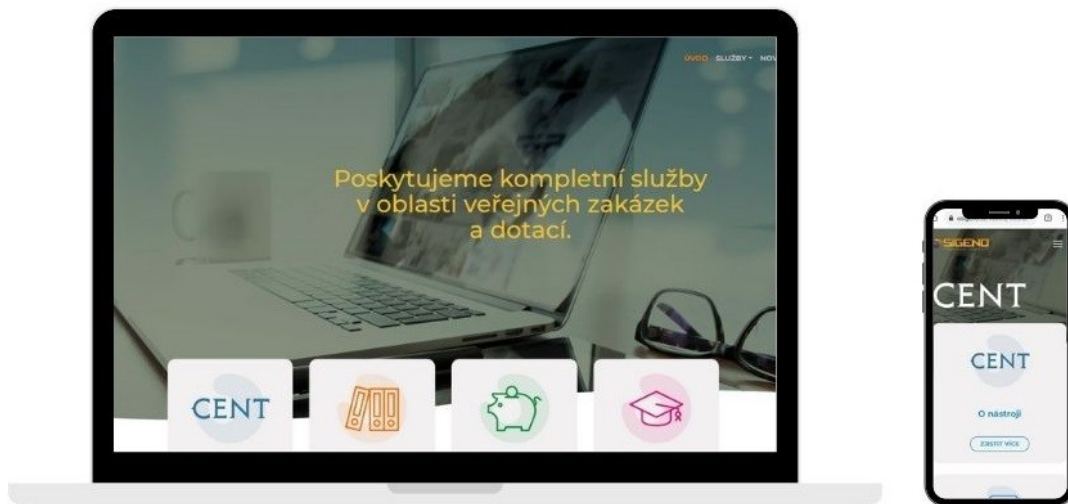 ÚVOD SLUŽBY NOV
Poskytujeme kompletní služby
v oblasti veřejných zakázek
a dotací.
CENT
SIGENO
CENT
CENT
O nástroji
ZJISTIT VÍCE